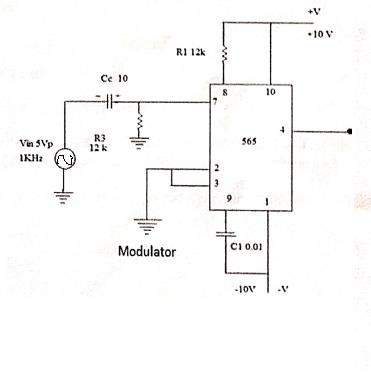 +V
+10 V
R1 12k
Cc 10
- +
8
10
7
R3
12 k
Vin 5Vp
1KHz
565
4
2
3
9
1
C1 0.01
Modulator
-10V
-V